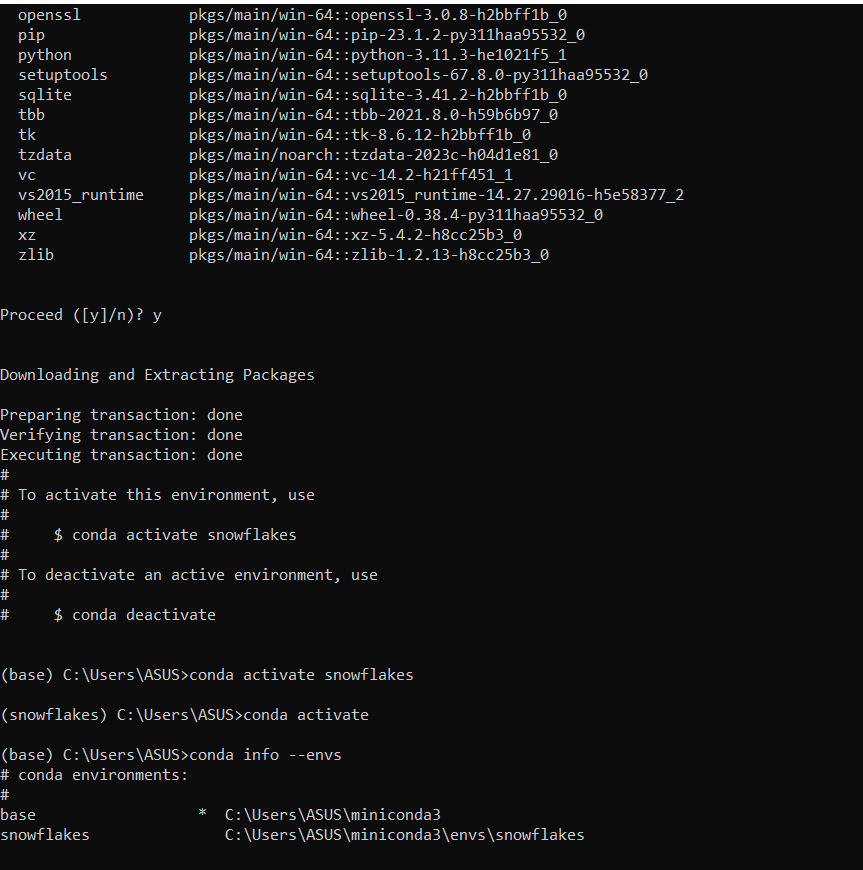 openssl pkgs/main/win-64::openssl-3.0.8-h2bbff1b_0
pip pkgs/main/win-64::pip-23.1.2-py311haa95532_0
python pkgs/main/win-64::python-3.11.3-he1021f5_1
setuptools pkgs/main/win-64::setuptools-67.8.0-py311haa95532_0
sqlite pkgs/main/win-64::sqlite-3.41.2-h2bbff1b_0
tbb pkgs/main/win-64::tbb-2021.8.0-h59b6b97_0
tk pkgs/main/win-64::tk-8.6.12-h2bbff1b_0
tzdata pkgs/main/noarch::tzdata-2023c-h04d1e81_0
vc pkgs/main/win-64::vc-14.2-h21ff451_1
vs2015_runtime pkgs/main/win-64::vs2015_runtime-14.27.29016-h5e58377_2
wheel pkgs/main/win-64::wheel-0.38.4-py311haa95532_0
xz pkgs/main/win-64::xz-5.4.2-h8cc25b3_0
zlib pkgs/main/win-64::zlib-1.2.13-h8cc25b3_0
Proceed ([y]/n)? y
Downloading and Extracting Packages
Preparing transaction: done
Verifying transaction: done
Executing transaction: done
#
# To activate this environment, use
#
#     $ conda activate snowflakes
#
# To deactivate an active environment, use
#
#     $ conda deactivate
(base) C:\Users\ASUS>conda activate snowflakes
(snowflakes) C:\Users\ASUS>conda activate
(base) C:\Users\ASUS>conda info --envs
# conda environments:
#
base * C:\Users\ASUS\miniconda3
snowflakes C:\Users\ASUS\miniconda3\envs\snowflakes